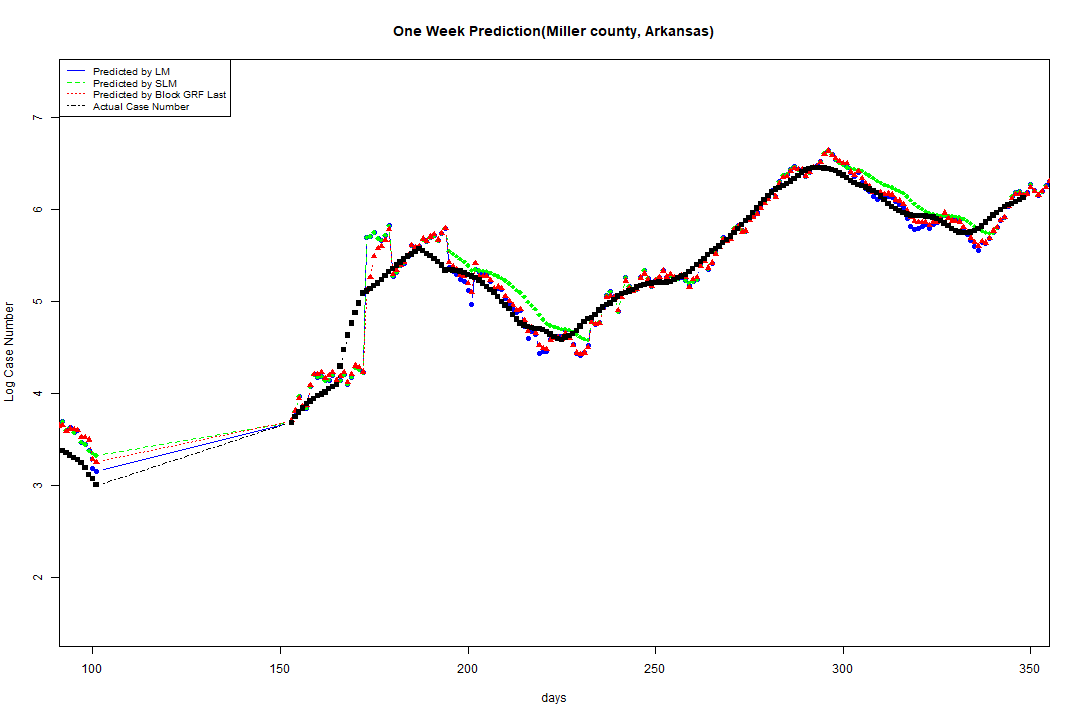 One Week Prediction(Miller county, Arkansas)
Predicted by LM
Predicted by SLM
Predicted by Block GRF Last
Actual Case Number
Log Case Number
7
6
5
4
3
2
100 150 200 250 300 350
days